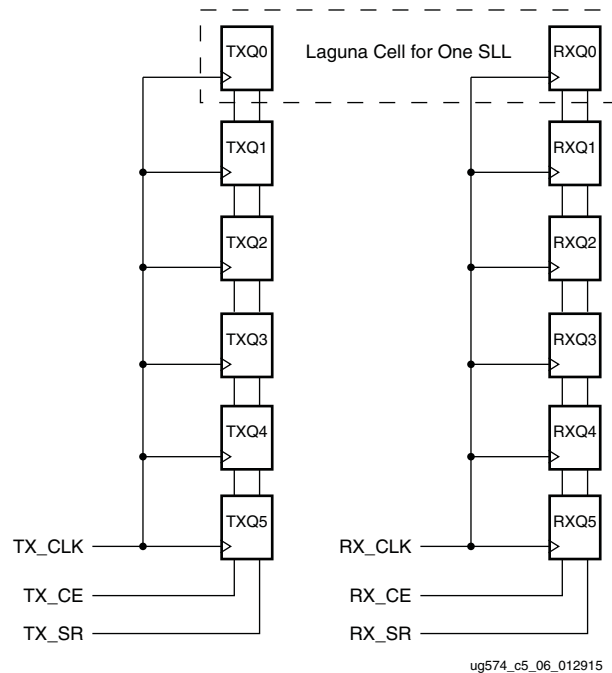 TXQ0 Laguna Cell for One SLL RXQ0
TXQ1 RXQ1
TXQ2 RXQ2
TXQ3 RXQ3
TXQ4 RXQ4
TXQ5 RXQ5
TX_CLK RX_CLK
TX_CE RX_CE
TX_SR RX_SR
ug574_c5_06_012915